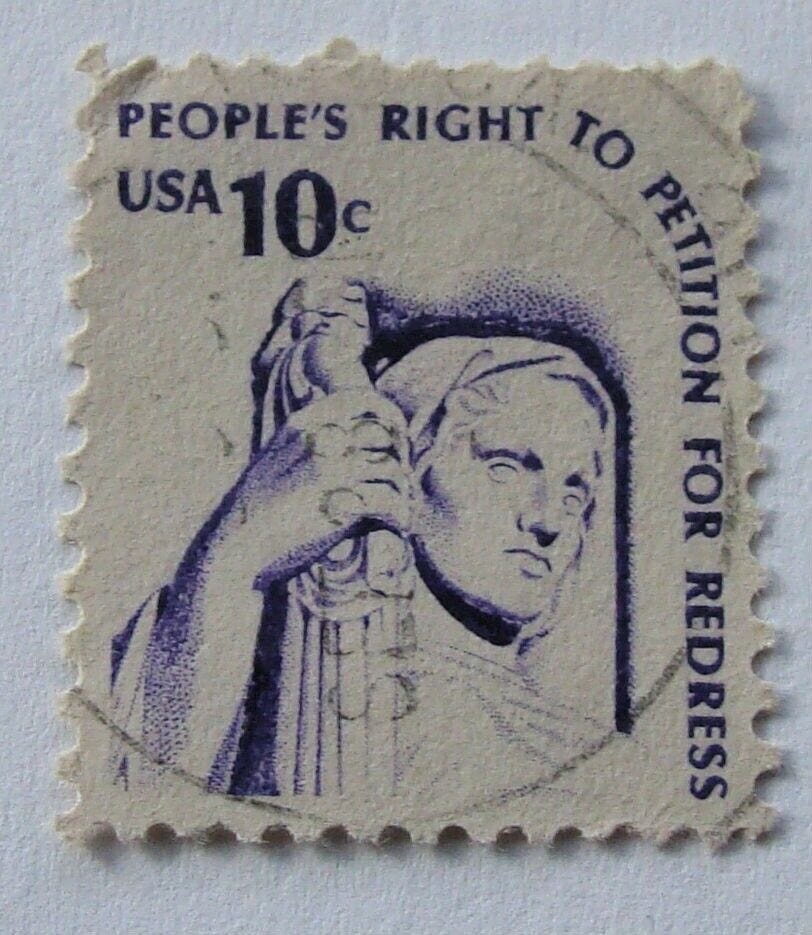 PEOPLE'S RIGHT TO PETITION FOR REDRESS
USA 10c